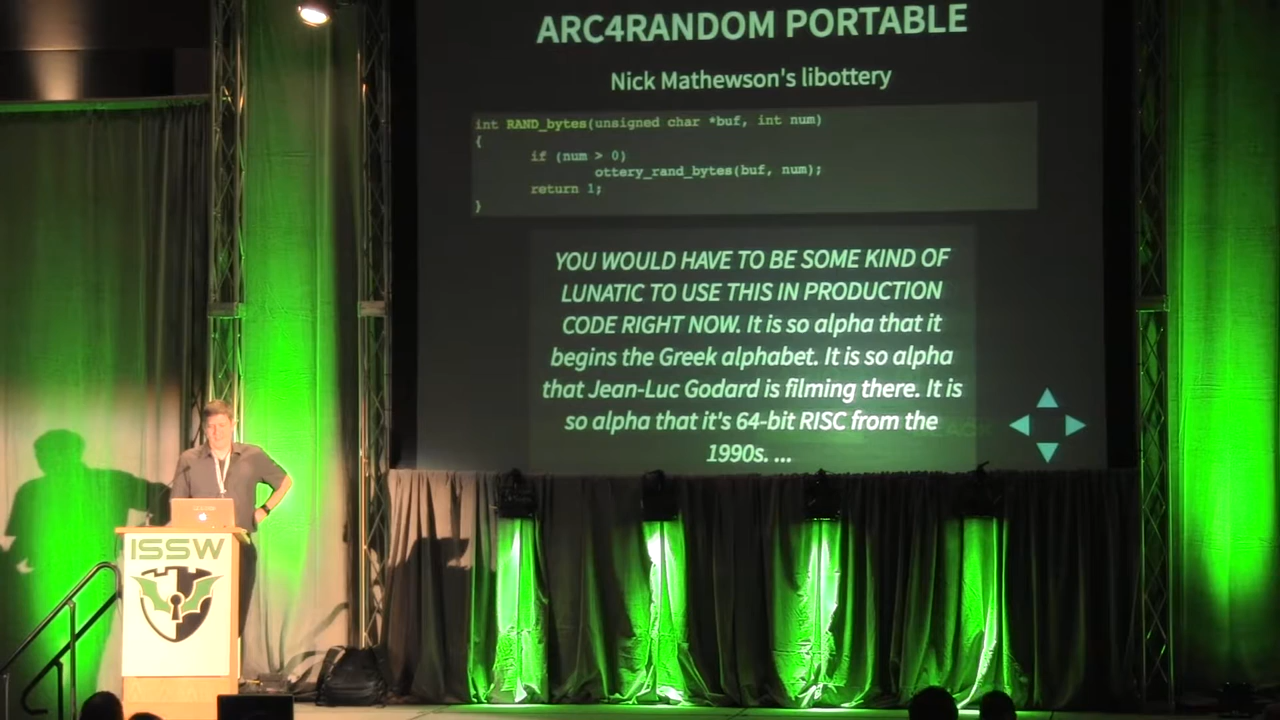 ARC4RANDOM PORTABLE
Nick Mathewson's libottery
int RAND_bytes(unsigned char *buf, int num)
{
if (num > 0)
ottery_rand_bytes(buf, num);
return 1;
}
YOU WOULD HAVE TO BE SOME KIND OF
LUNATIC TO USE THIS IN PRODUCTION
CODE RIGHT NOW. It is so alpha that it
begins the Greek alphabet. It is so alpha
that Jean-Luc Godard is filming there. It is
so alpha that it's 64-bit RISC from the
1990s. ...
ISSW